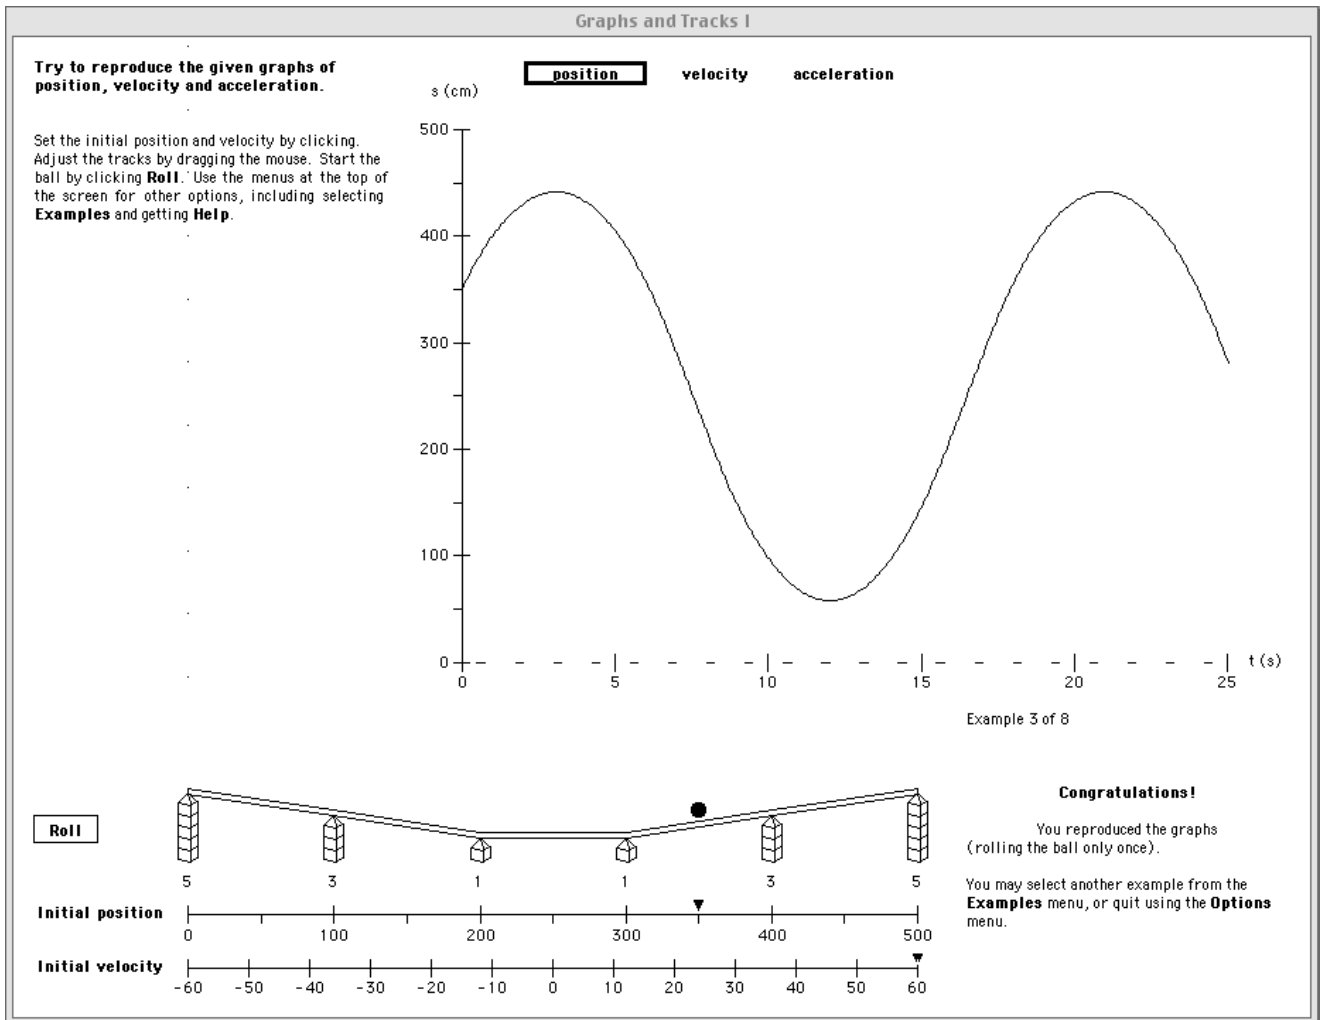 Graphs and Tracks I
Try to reproduce the given graphs of
position, velocity and acceleration.
Set the initial position and velocity by clicking.
Adjust the tracks by dragging the mouse. Start the
ball by clicking Roll. Use the menus at the top of
the screen for other options, including selecting
Examples and getting Help.
position velocity acceleration
s (cm)
500
400
300
200
100
0
0 5 10 15 20 25
t (s)
Example 3 of 8
Roll
5 3 1 1 3 5
Initial position
0 100 200 300 400 500
Initial velocity
-60 -50 -40 -30 -20 -10 0 10 20 30 40 50 60
Congratulations!
You reproduced the graphs
(rolling the ball only once).
You may select another example from the
Examples menu, or quit using the Options
menu.